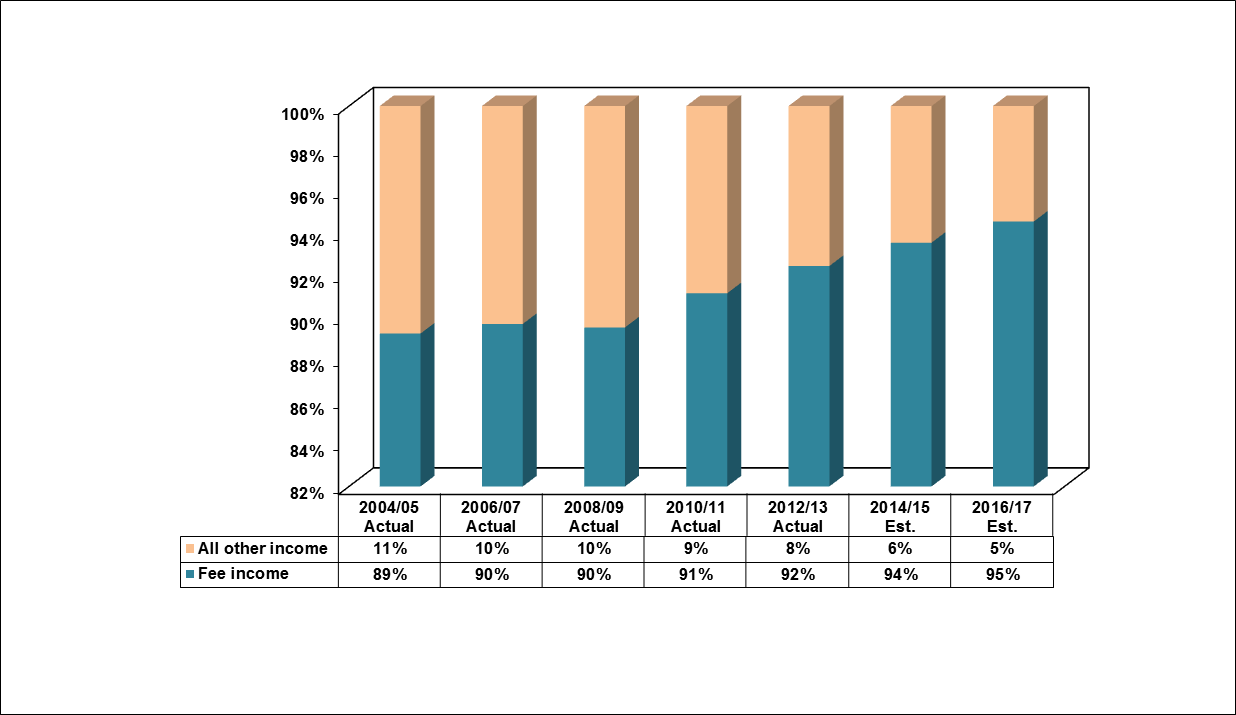 100%
98%
96%
94%
92%
90%
88%
86%
84%
82%
2004/05 2006/07 2008/09 2010/11 2012/13 2014/15 2016/17
Actual Actual Actual Actual Actual Est. Est.
All other income 11% 10% 10% 9% 8% 6% 5%
Fee income 89% 90% 90% 91% 92% 94% 95%